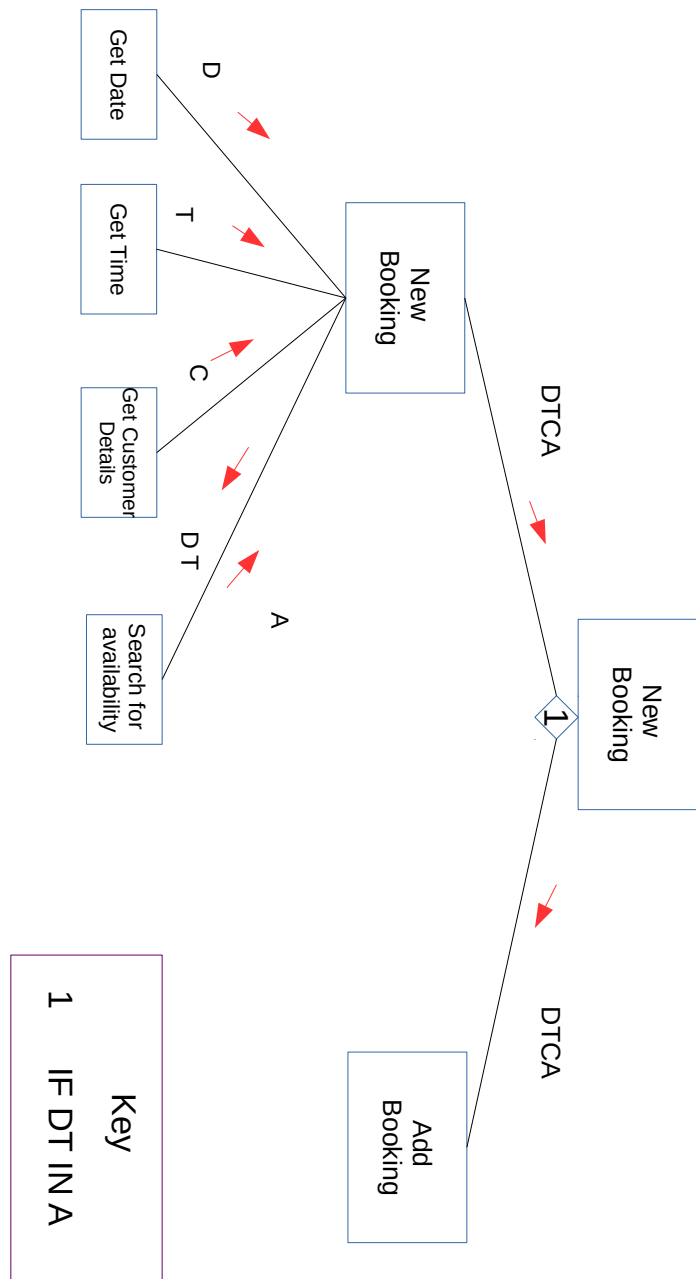 New
Booking
1
DTCA
DTCA
New
Booking
Add
Booking
D
T
C
D T
A
Get Date
Get Time
Get Customer
Details
Search for
availability
Key
1 IF DT IN A